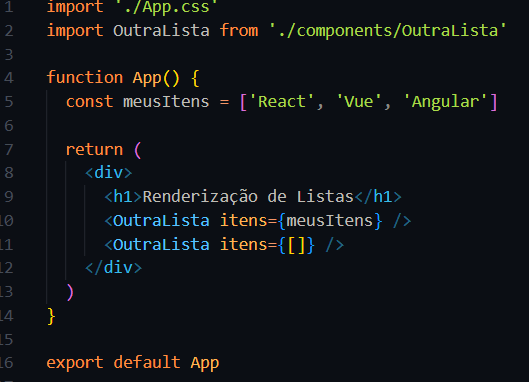 1 import './App.css'
2 import OutraLista from './components/OutraLista'
3
4 function App() {
5   const meusItens = ['React', 'Vue', 'Angular']
6
7   return (
8     <div>
9       <h1>Renderização de Listas</h1>
10       <OutraLista itens={meusItens} />
11       <OutraLista itens={[]} />
12     </div>
13   )
14 }
15
16 export default App